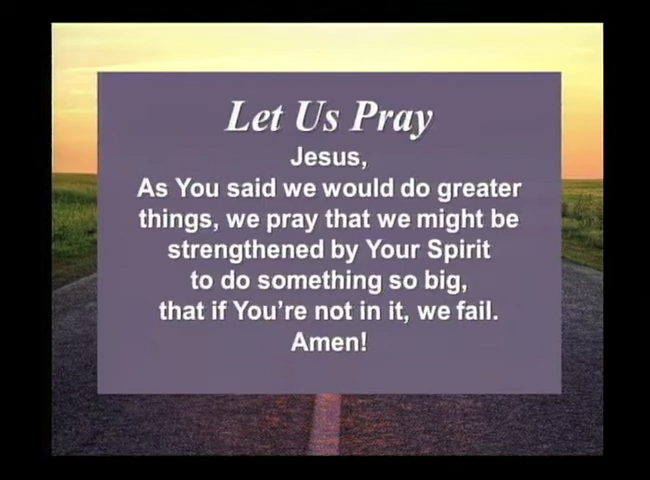 Let Us Pray
Jesus,
As You said we would do greater
things, we pray that we might be
strengthened by Your Spirit
to do something so big,
that if You're not in it, we fail.
Amen!